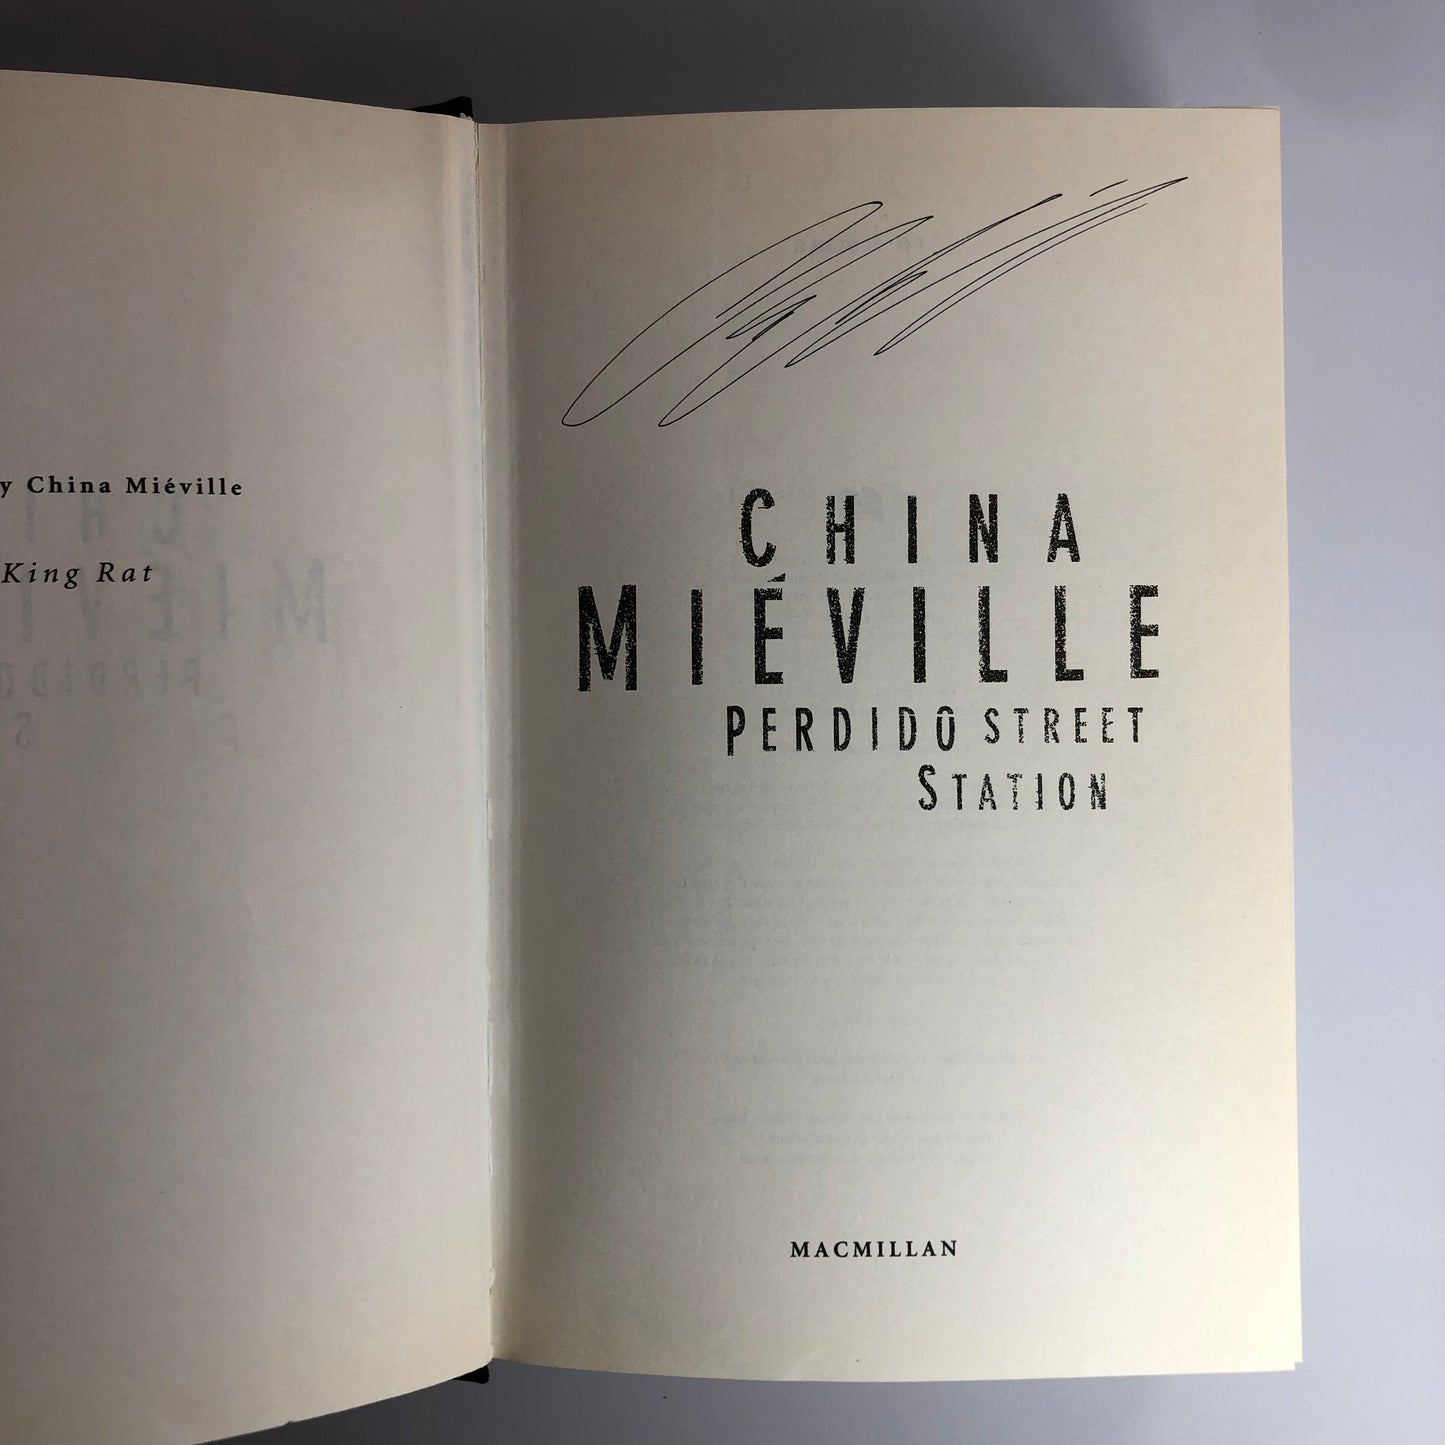 y China Miéville
King Rat
CHINA
MIÉVILLE
PERDIDO STREET
STATION
MACMILLAN